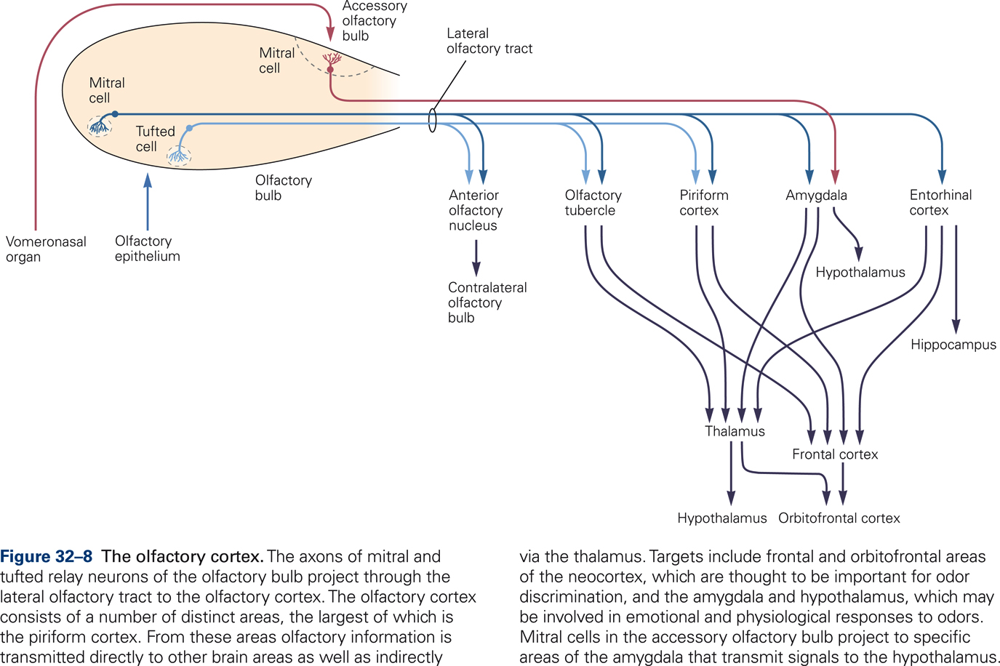 Accessory
olfactory
bulb
Lateral
olfactory tract
Mitral
cell
Mitral
cell
Tufted
cell
Olfactory
bulb
Vomeronasal
organ
Olfactory
epithelium
Anterior
olfactory
nucleus
Olfactory
tubercle
Piriform
cortex
Amygdala
Entorhinal
cortex
Contralateral
olfactory
bulb
Hypothalamus
Hippocampus
Thalamus
Frontal cortex
Hypothalamus
Orbitofrontal cortex
Figure 32–8 The olfactory cortex. The axons of mitral and
tufted relay neurons of the olfactory bulb project through the
lateral olfactory tract to the olfactory cortex. The olfactory cortex
consists of a number of distinct areas, the largest of which is
the piriform cortex. From these areas olfactory information is
transmitted directly to other brain areas as well as indirectly
via the thalamus. Targets include frontal and orbitofrontal areas
of the neocortex, which are thought to be important for odor
discrimination, and the amygdala and hypothalamus, which may
be involved in emotional and physiological responses to odors.
Mitral cells in the accessory olfactory bulb project to specific
areas of the amygdala that transmit signals to the hypothalamus.